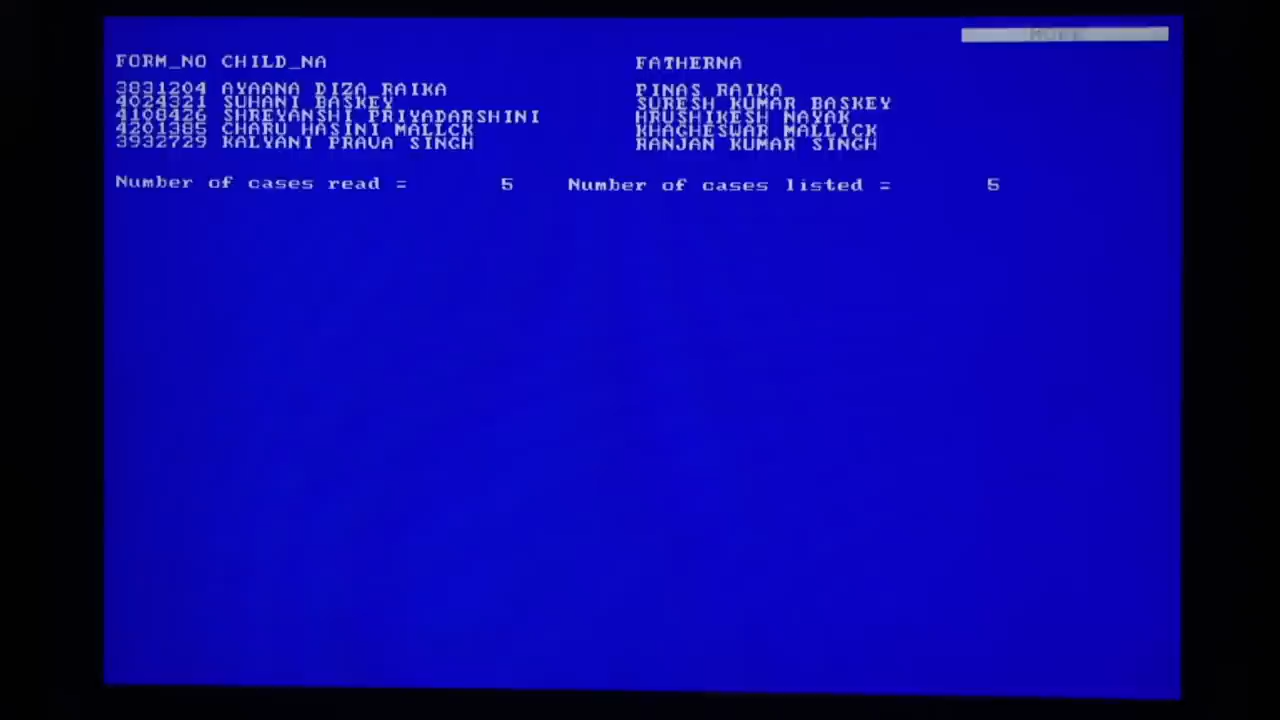 MORE
FORM_NO CHILD_NA FATHERNA
3831204 AYAANA DIZA RAIKA PINAS RAIKA
4024321 SUHANI BASKEY SURESH KUMAR BASKEY
4108426 SHREYANSHI PRIYADARSHINI HRUSHIKESH NAYAK
4201385 CHARU HASINI MALLCK KHAGHESWAR MALLICK
3932729 KALYANI PRAVA SINGH RANJAN KUMAR SINGH
Number of cases read = 5 Number of cases listed = 5